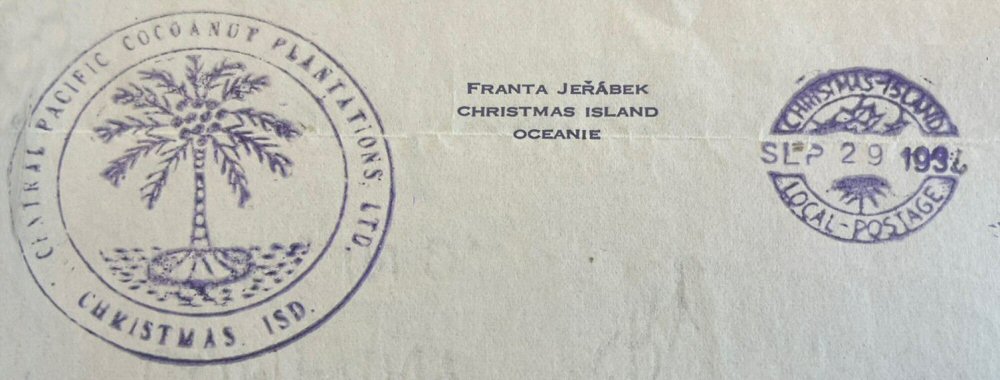 CENTRAL PACIFIC COCOANUT PLANTATIONS, LTD.
CHRISTMAS. ISD.
FRANTA JEŘÁBEK
CHRISTMAS ISLAND
OCEANIE
CHRISTMAS-ISLAND
SEP 29
LOCAL-POSTAGE